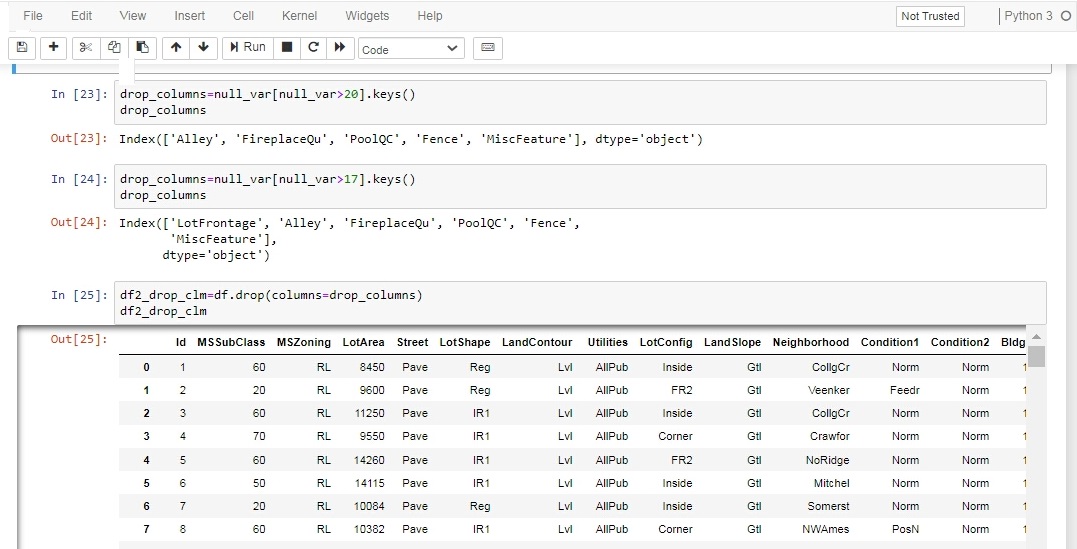 File Edit View Insert Cell Kernel Widgets Help Not Trusted Python 3
Run Code
In [23]: drop_columns=null_var[null_var>20].keys()
drop_columns
Out[23]: Index(['Alley', 'FireplaceQu', 'PoolQC', 'Fence', 'MiscFeature'], dtype='object')
In [24]: drop_columns=null_var[null_var>17].keys()
drop_columns
Out[24]: Index(['LotFrontage', 'Alley', 'FireplaceQu', 'PoolQC', 'Fence',
'MiscFeature'],
dtype='object')
In [25]: df2_drop_clm=df.drop(columns=drop_columns)
df2_drop_clm
Out[25]:
Id MSSubClass MSZoning LotArea Street LotShape LandContour Utilities LotConfig LandSlope Neighborhood Condition1 Condition2 Bldg
0 1 60 RL 8450 Pave Reg Lvl AllPub Inside Gtl CollgCr Norm Norm 1
1 2 20 RL 9600 Pave Reg Lvl AllPub FR2 Gtl Veenker Feedr Norm 1
2 3 60 RL 11250 Pave IR1 Lvl AllPub Inside Gtl CollgCr Norm Norm 1
3 4 70 RL 9550 Pave IR1 Lvl AllPub Corner Gtl Crawfor Norm Norm 1
4 5 60 RL 14260 Pave IR1 Lvl AllPub FR2 Gtl NoRidge Norm Norm 1
5 6 50 RL 14115 Pave IR1 Lvl AllPub Inside Gtl Mitchel Norm Norm 1
6 7 20 RL 10084 Pave Reg Lvl AllPub Inside Gtl Somerst Norm Norm 1
7 8 60 RL 10382 Pave IR1 Lvl AllPub Corner Gtl NWAmes PosN Norm 1